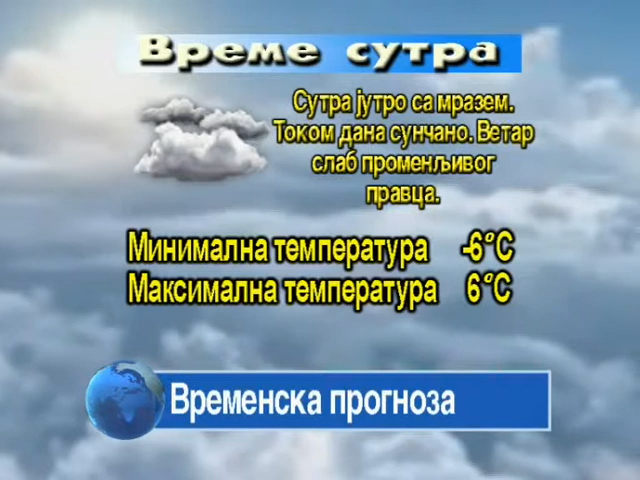 Време сутра
Сутра јутро са мразем.
Током дана сунчано. Ветар
слаб променљивог
правца.
Минимална температура -6°C
Максимална температура 6°C
Временска прогноза